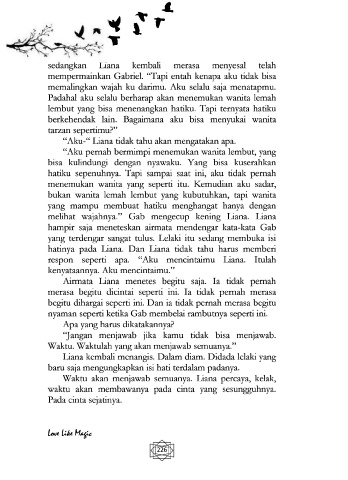 sedangkan Liana kembali merasa menyesal telah
mempermainkan Gabriel. "Tapi entah kenapa aku tidak bisa
memalingkan wajah ku darimu. Aku selalu saja menatapmu.
Padahal aku selalu berharap akan menemukan wanita lemah
lembut yang bisa menenangkan hatiku. Tapi ternyata hatiku
berkehendak lain. Bagaimana aku bisa menyukai wanita
tarzan sepertimu?"
"Aku-" Liana tidak tahu akan mengatakan apa.
"Aku pernah bermimpi menemukan wanita lembut, yang
bisa kulindungi dengan nyawaku. Yang bisa kuserahkan
hatiku sepenuhnya. Tapi sampai saat ini, aku tidak pernah
menemukan wanita yang seperti itu. Kemudian aku sadar,
bukan wanita lemah lembut yang kubutuhkan, tapi wanita
yang mampu membuat hatiku menghangat hanya dengan
melihat wajahnya." Gab mengecup kening Liana. Liana
hampir saja meneteskan airmata mendengar kata-kata Gab
yang terdengar sangat tulus. Lelaki itu sedang membuka isi
hatinya pada Liana. Dan Liana tidak tahu harus memberi
respon seperti apa. "Aku mencintaimu Liana. Itulah
kenyataannya. Aku mencintaimu."
Airmata Liana menetes begitu saja. Ia tidak pernah
merasa begitu dicintai seperti ini. Ia tidak pernah merasa
begitu dihargai seperti ini. Dan ia tidak pernah merasa begitu
nyaman seperti ketika Gab membelai rambutnya seperti ini.
Apa yang harus dikatakannya?
"Jangan menjawab jika kamu tidak bisa menjawab.
Waktu. Waktulah yang akan menjawab semuanya."
Liana kembali menangis. Dalam diam. Didada lelaki yang
baru saja mengungkapkan isi hati terdalam padanya.
Waktu akan menjawab semuanya. Liana percaya, kelak,
waktu akan membawanya pada cinta yang sesungguhnya.
Pada cinta sejatinya.
Love Like Magic
226